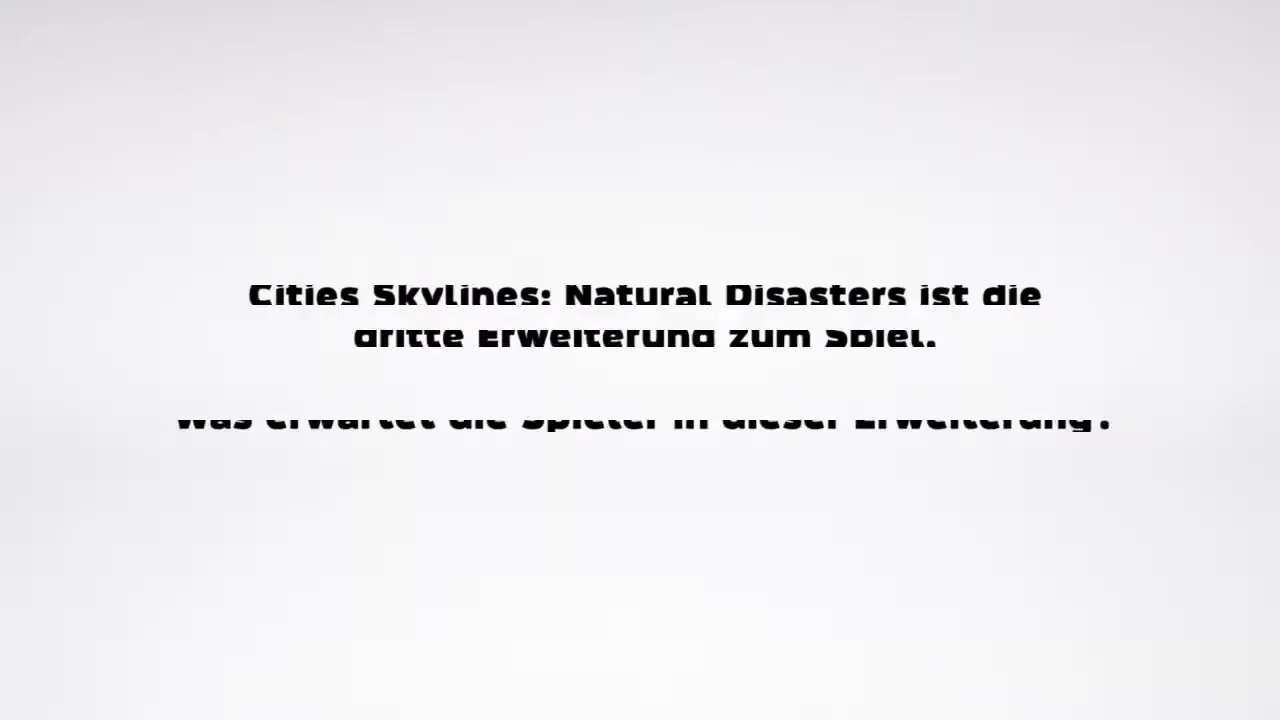 Cities Skylines: Natural Disasters ist die
dritte Erweiterung zum Spiel.
Was erwartet die Spieler in dieser Erweiterung?